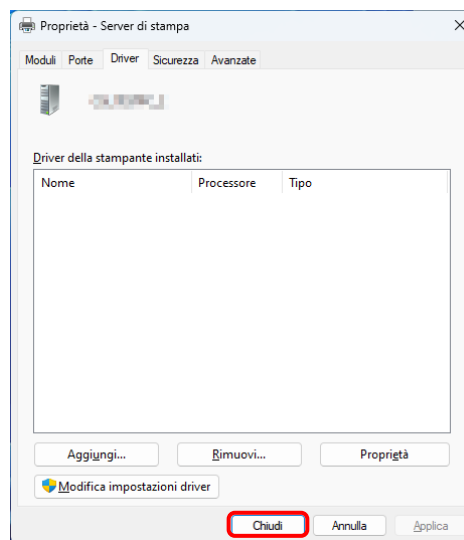 Proprietà - Server di stampa
Moduli Porte Driver Sicurezza Avanzate
Driver della stampante installati:
Nome Processore Tipo
Aggiungi... Rimuovi... Proprietà
Modifica impostazioni driver
Chiudi Annulla Applica